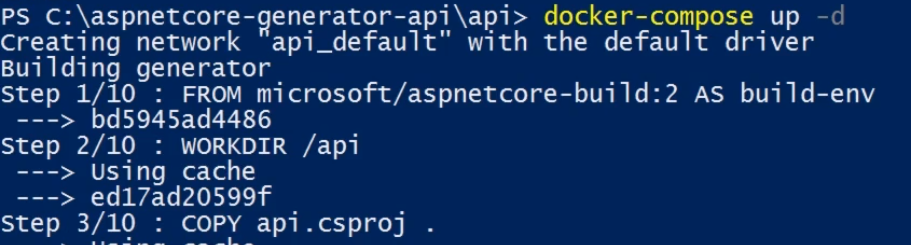 PS C:\aspnetcore-generator-api\api> docker-compose up -d
Creating network "api_default" with the default driver
Building generator
Step 1/10 : FROM microsoft/aspnetcore-build:2 AS build-env
 ---> bd5945ad4486
Step 2/10 : WORKDIR /api
 ---> Using cache
 ---> ed17ad20599f
Step 3/10 : COPY api.csproj .
 ---> Using cache